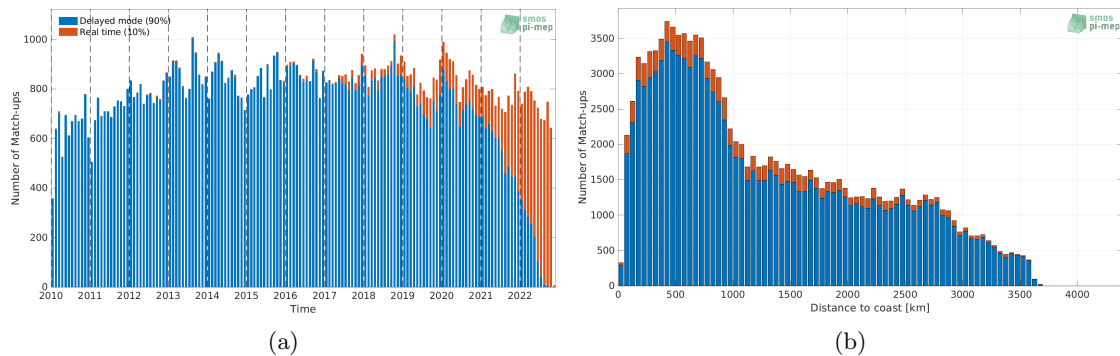 Delayed mode (90%)
Real time (10%)
smos
pi-mep
Number of Match-ups
1000
800
600
400
200
0
2010 2011 2012 2013 2014 2015 2016 2017 2018 2019 2020 2021 2022
Time
(a)
smos
pi-mep
Number of Match-ups
3500
3000
2500
2000
1500
1000
500
0
0 500 1000 1500 2000 2500 3000 3500 4000
Distance to coast [km]
(b)